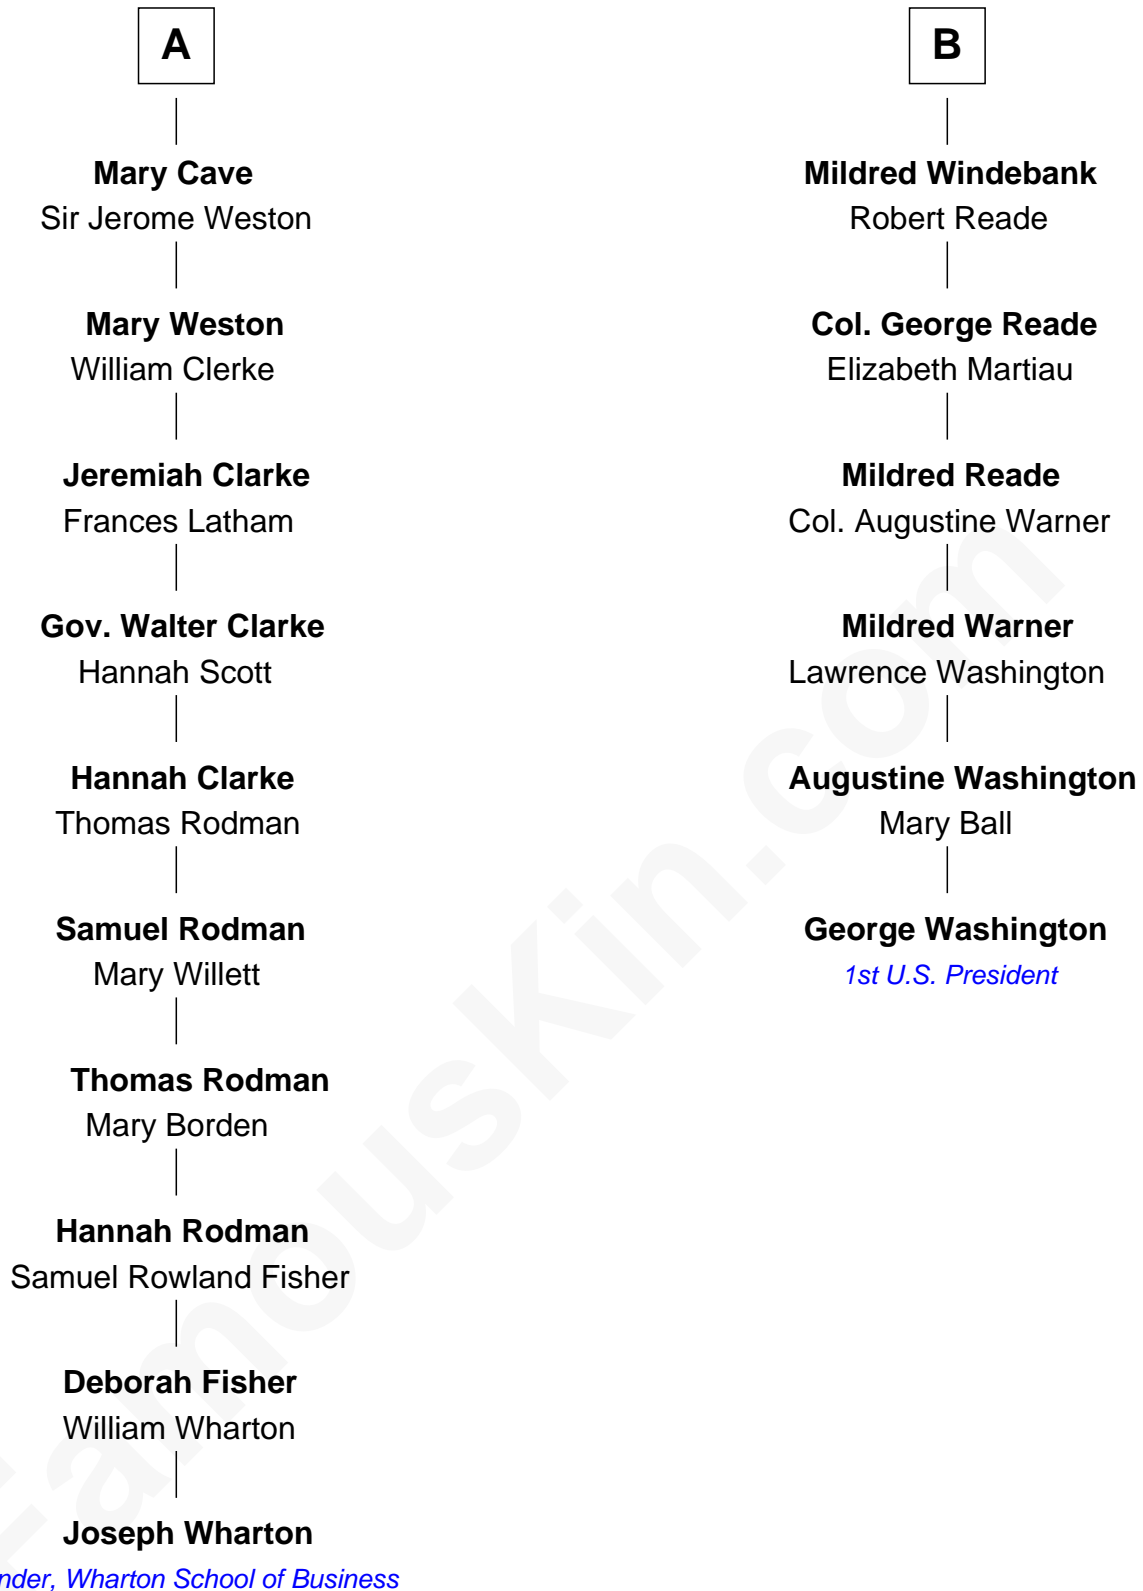 A
Mary Cave
Sir Jerome Weston
Mary Weston
William Clerke
Jeremiah Clarke
Frances Latham
Gov. Walter Clarke
Hannah Scott
Hannah Clarke
Thomas Rodman
Samuel Rodman
Mary Willett
Thomas Rodman
Mary Borden
Hannah Rodman
Samuel Rowland Fisher
Deborah Fisher
William Wharton
Joseph Wharton
nder, Wharton School of Business
B
Mildred Windebank
Robert Reade
Col. George Reade
Elizabeth Martiau
Mildred Reade
Col. Augustine Warner
Mildred Warner
Lawrence Washington
Augustine Washington
Mary Ball
George Washington
1st U.S. President
FamousKin.com